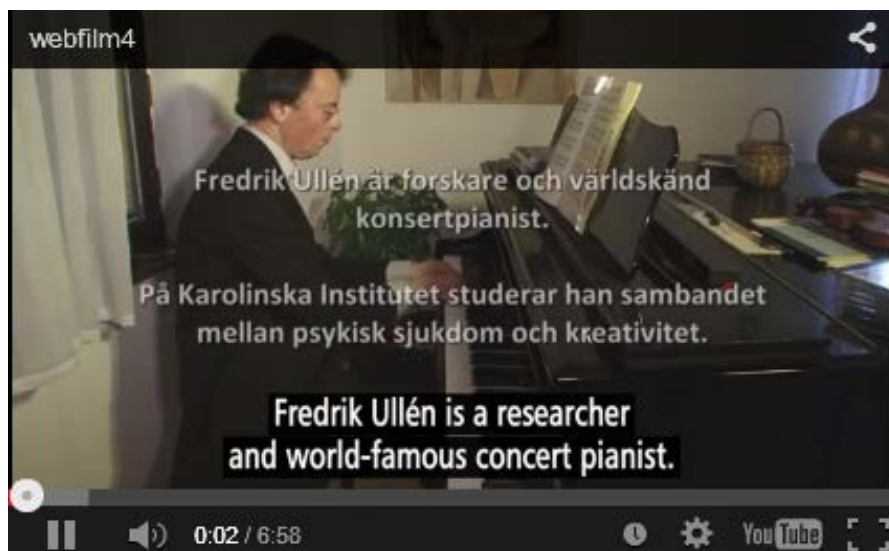 webfilm4
Fredrik Ullén är forskare och världskänd
konsertpianist.
På Karolinska Institutet studerar han sambandet
mellan psykisk sjukdom och kreativitet.
Fredrik Ullén is a researcher
and world-famous concert pianist.
0:02 / 6:58
YouTube